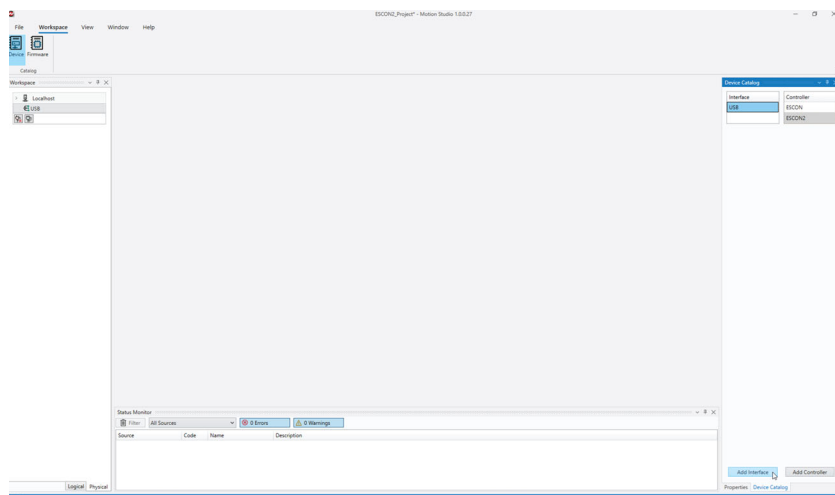 ESCON2_Project* - Motion Studio 1.0.0.27
File Workspace View Window Help
Device Firmware
Catalog
Workspace
Device Catalog
Localhost
USB
Interface Controller
USB ESCON
ESCON2
Status Monitor
Filter All Sources 0 Errors 0 Warnings
Source Code Name Description
Add Interface Add Controller
Logical Physical
Properties Device Catalog